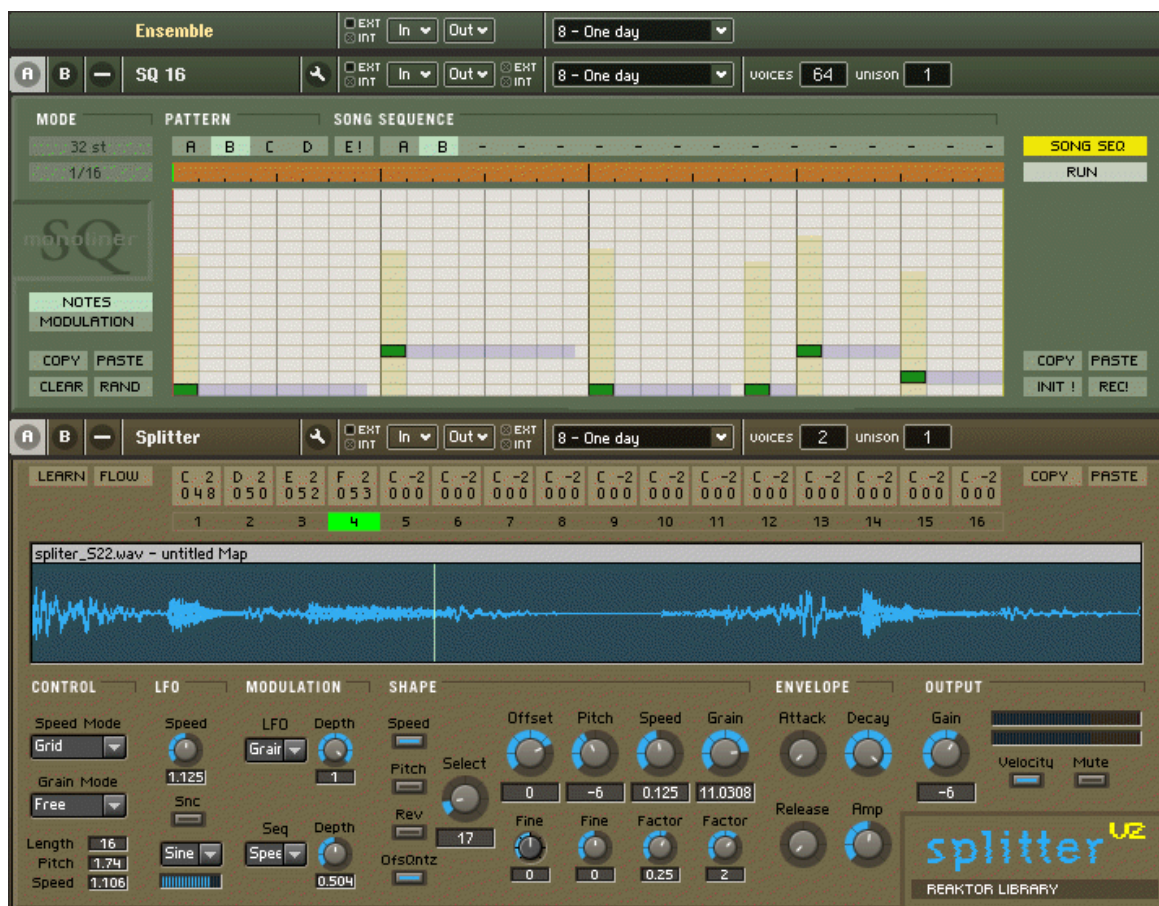 Ensemble EXT INT In Out 8 - One day
A B SQ 16 EXT INT In Out EXT 8 - One day VOICES 64 UNISON 1
MODE PATTERN SONG SEQUENCE
32 st A B C D E! A B - - - - - - - - - - - - - - SONG SEQ
1/16 RUN
SQ
monoliner
NOTES
MODULATION
COPY PASTE COPY PASTE
CLEAR RAND INIT ! REC!
A B Splitter EXT INT In Out EXT INT 8 - One day VOICES 2 UNISON 1
LEARN FLOW C 2 D 2 E 2 F 2 C -2 C -2 C -2 C -2 C -2 C -2 C -2 C -2 C -2 C -2 C -2 C -2 COPY PASTE
048 050 052 053 000 000 000 000 000 000 000 000 000 000 000 000
1 2 3 4 5 6 7 8 9 10 11 12 13 14 15 16
spliter_S22.wav - untitled Map
CONTROL LFO MODULATION SHAPE ENVELOPE OUTPUT
Speed Mode Speed LFO Depth Speed Offset Pitch Speed Grain Attack Decay Gain
Grid Grain
1.125 1 Pitch Select Velocity Mute
Grain Mode 0 -6 0.125 11.0308 -6
Free Snc Rev Fine Fine Factor Factor Release Amp
Seq Depth 17
Length 16 Sine Spee OfsQntz
Pitch 1.74
Speed 1.106 0.504 0 0 0.25 2
splitter V2
REAKTOR LIBRARY